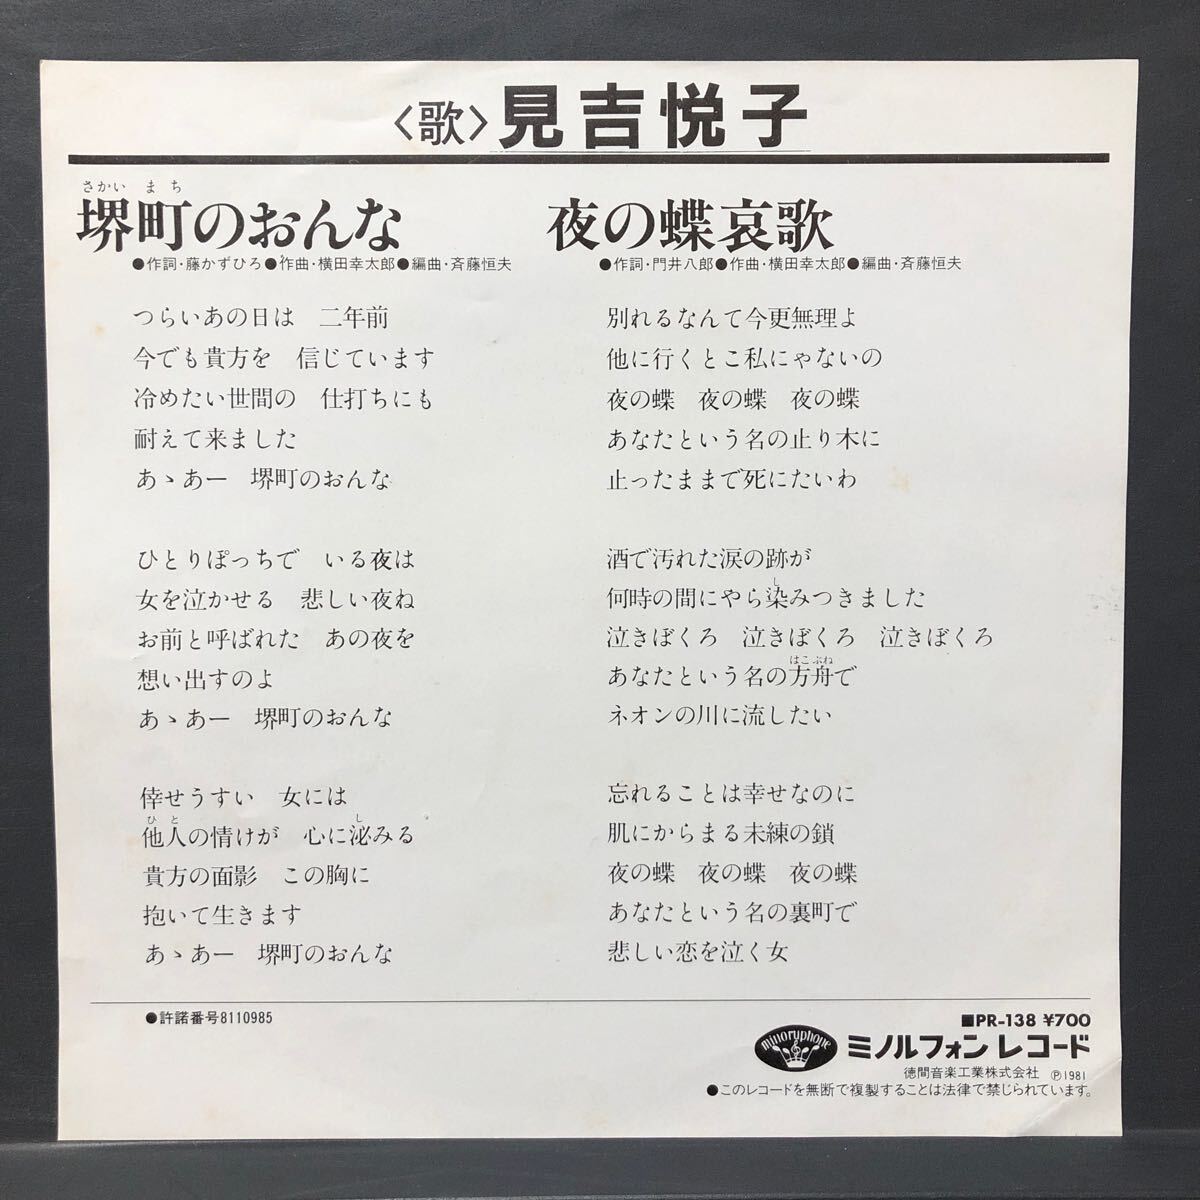 〈歌〉見吉悦子
さかい まち
堺町のおんな
●作詞・藤かずひろ●作曲・横田幸太郎●編曲・斉藤恒夫
つらいあの日は　二年前
今でも貴方を　信じています
冷めたい世間の　仕打ちにも
耐えて来ました
あゝあー　堺町のおんな
ひとりぽっちで　いる夜は
女を泣かせる　悲しい夜ね
お前と呼ばれた　あの夜を
想い出すのよ
あゝあー　堺町のおんな
倖せうすい　女には
ひと　し
他人の情けが　心に泌みる
貴方の面影　この胸に
抱いて生きます
あゝあー　堺町のおんな
夜の蝶哀歌
●作詞・門井八郎●作曲・横田幸太郎●編曲・斉藤恒夫
別れるなんて今更無理よ
他に行くとこ私にゃないの
夜の蝶　夜の蝶　夜の蝶
あなたという名の止り木に
止ったままで死にたいわ
酒で汚れた涙の跡が
し
何時の間にやら染みつきました
泣きぼくろ　泣きぼくろ　泣きぼくろ
はこぶね
あなたという名の方舟で
ネオンの川に流したい
忘れることは幸せなのに
肌にからまる未練の鎖
夜の蝶　夜の蝶　夜の蝶
あなたという名の裏町で
悲しい恋を泣く女
●許諾番号8110985
■PR-138 ¥700
minoryphone
ミノルフォンレコード
徳間音楽工業株式会社　Ⓟ1981
●このレコードを無断で複製することは法律で禁じられています。